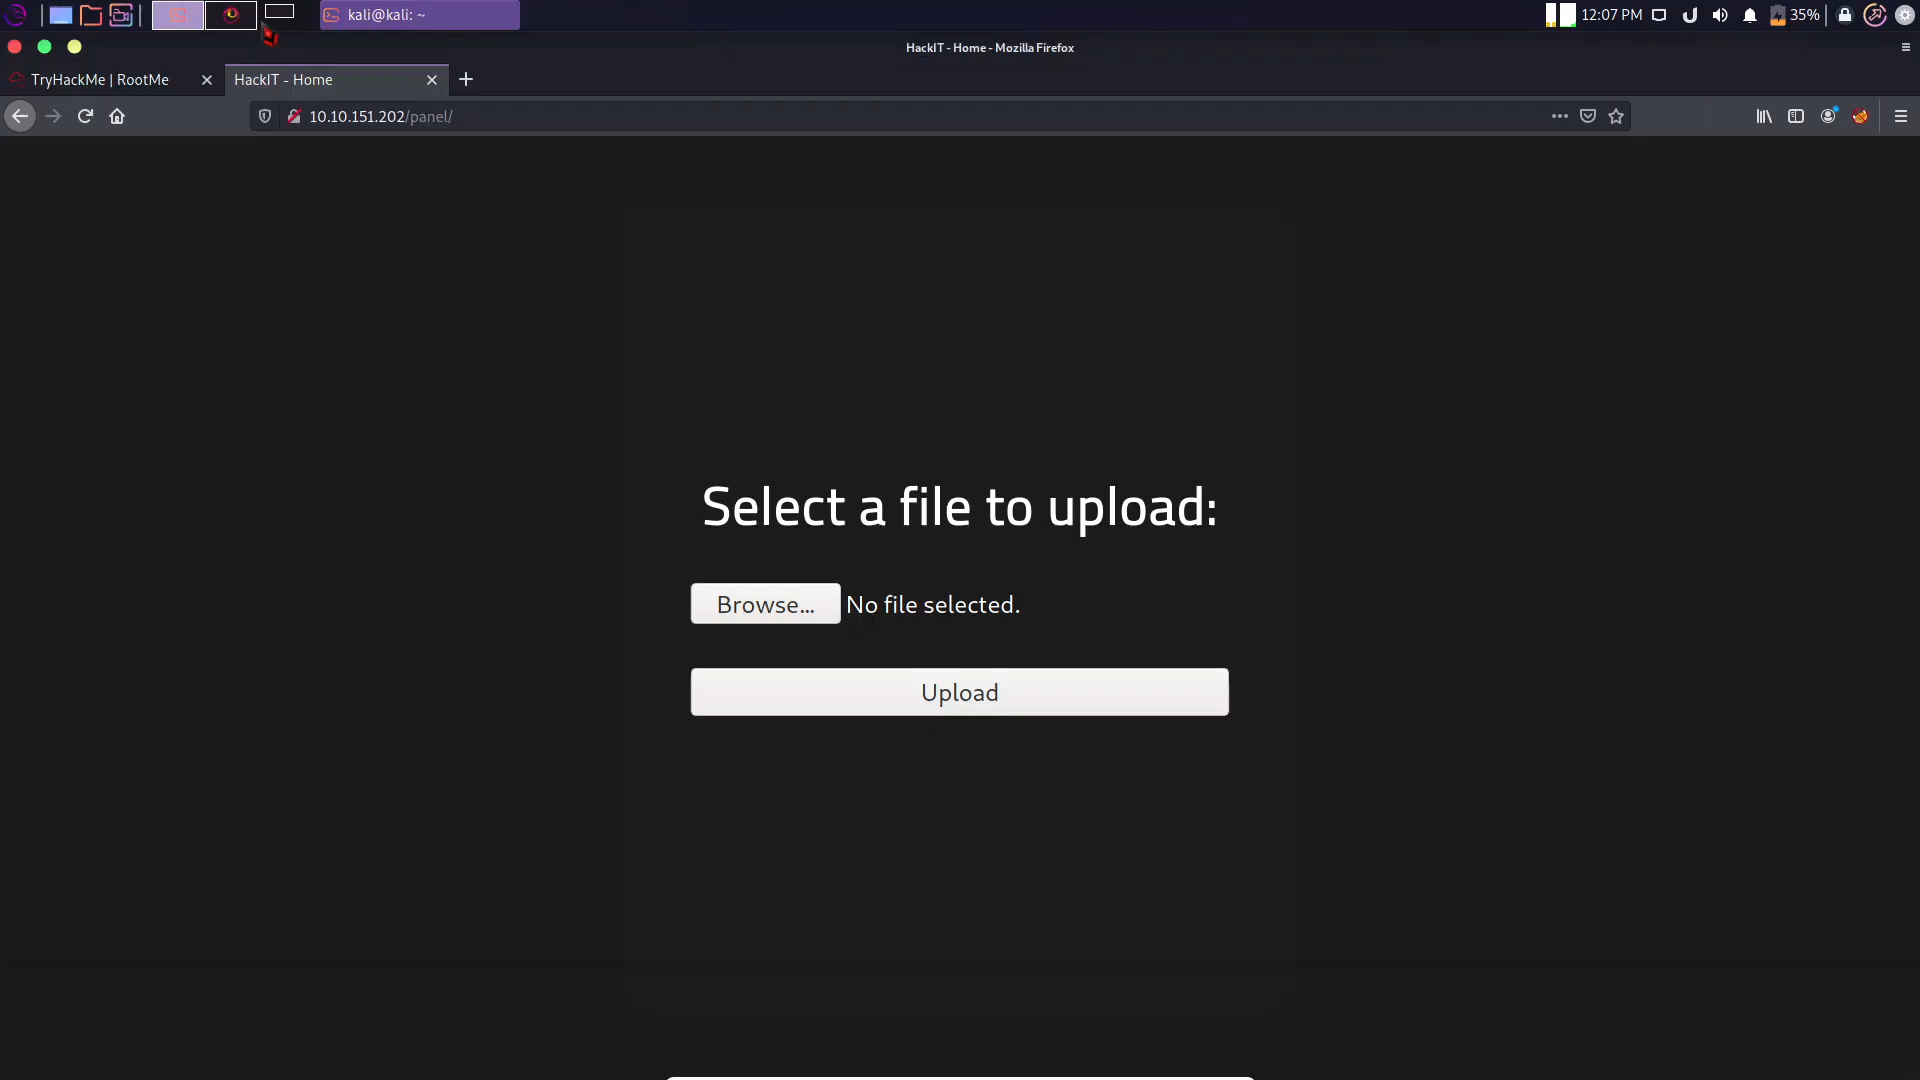 kali@kali: ~
12:07 PM
35%
HackIT - Home - Mozilla Firefox
TryHackMe | RootMe
HackIT - Home
10.10.151.202/panel/
Select a file to upload:
Browse...
No file selected.
Upload